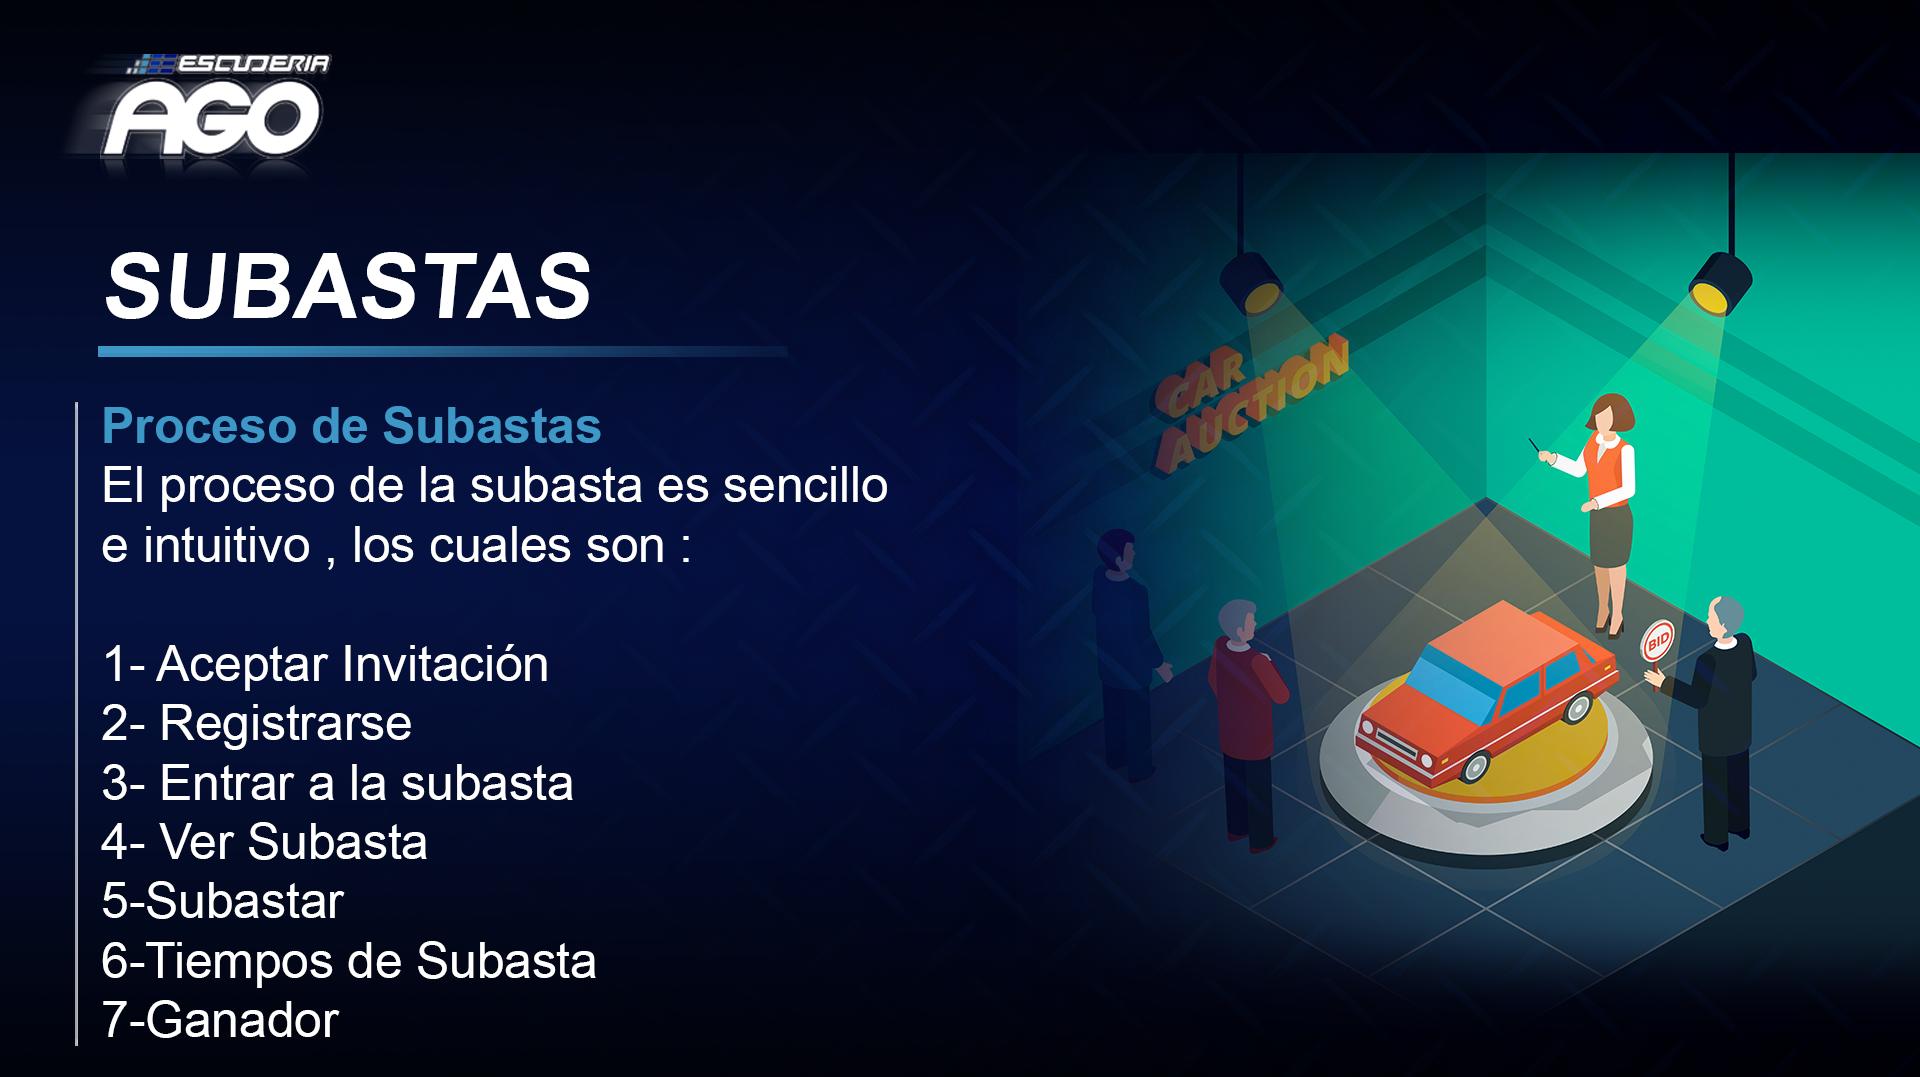 ESCUDERIA
AGO
SUBASTAS
Proceso de Subastas
El proceso de la subasta es sencillo
e intuitivo , los cuales son :
1- Aceptar Invitación
2- Registrarse
3- Entrar a la subasta
4- Ver Subasta
5-Subastar
6-Tiempos de Subasta
7-Ganador
CAR
AUCTION
BID